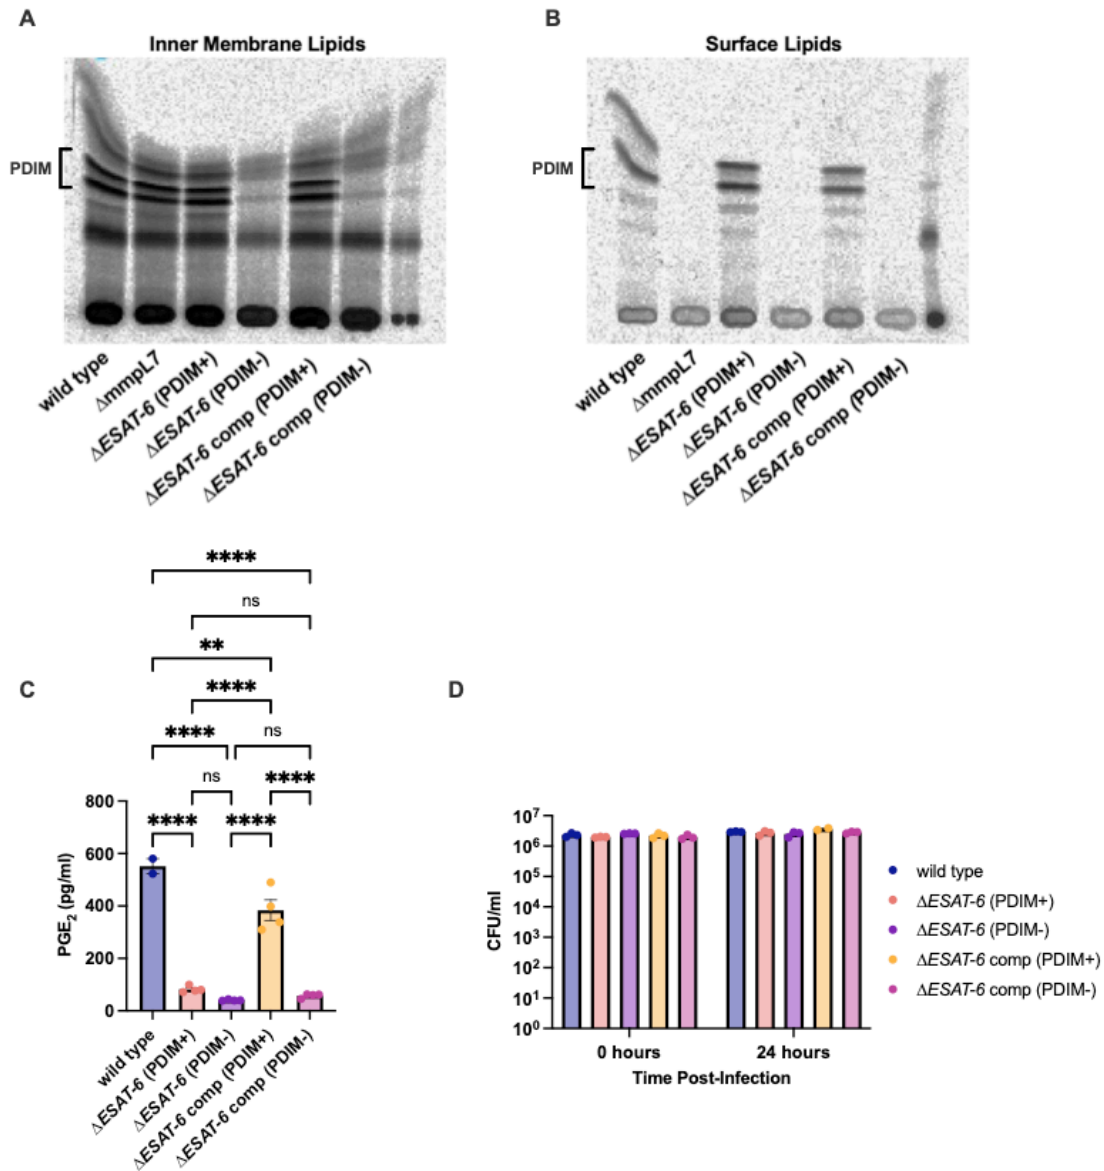 A
Inner Membrane Lipids
PDIM
wild type
ΔmmpL7
ΔESAT-6 (PDIM+)
ΔESAT-6 (PDIM-)
ΔESAT-6 comp (PDIM+)
ΔESAT-6 comp (PDIM-)
B
Surface Lipids
PDIM
wild type
ΔmmpL7
ΔESAT-6 (PDIM+)
ΔESAT-6 (PDIM-)
ΔESAT-6 comp (PDIM+)
ΔESAT-6 comp (PDIM-)
C
****
ns
**
****
**** ns
ns ****
**** ****
PGE₂ (pg/ml)
800
600
400
200
0
wild type
ΔESAT-6 (PDIM+)
ΔESAT-6 (PDIM-)
ΔESAT-6 comp (PDIM+)
ΔESAT-6 comp (PDIM-)
D
CFU/ml
10⁷
10⁶
10⁵
10⁴
10³
10²
10¹
10⁰
0 hours 24 hours
Time Post-Infection
wild type
ΔESAT-6 (PDIM+)
ΔESAT-6 (PDIM-)
ΔESAT-6 comp (PDIM+)
ΔESAT-6 comp (PDIM-)